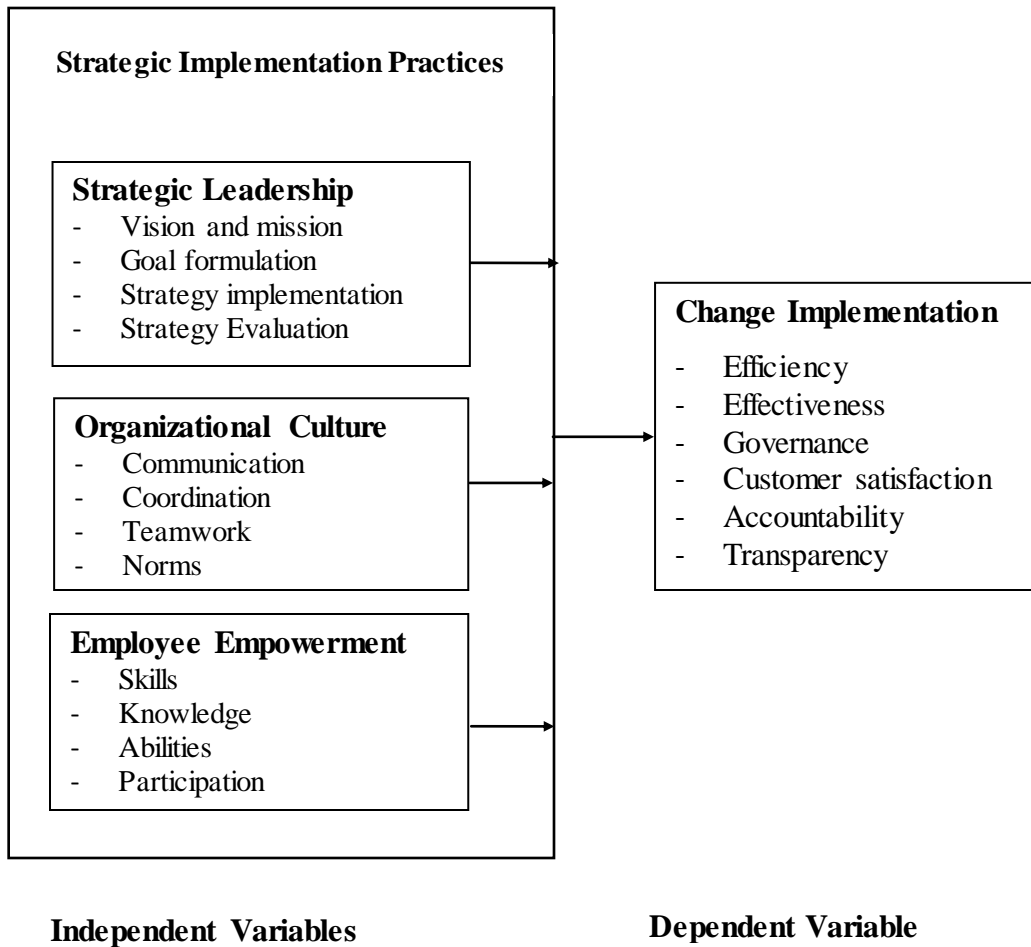 Strategic Implementation Practices
Strategic Leadership
- Vision and mission
- Goal formulation
- Strategy implementation
- Strategy Evaluation
Organizational Culture
- Communication
- Coordination
- Teamwork
- Norms
Employee Empowerment
- Skills
- Knowledge
- Abilities
- Participation
Change Implementation
- Efficiency
- Effectiveness
- Governance
- Customer satisfaction
- Accountability
- Transparency
Independent Variables
Dependent Variable